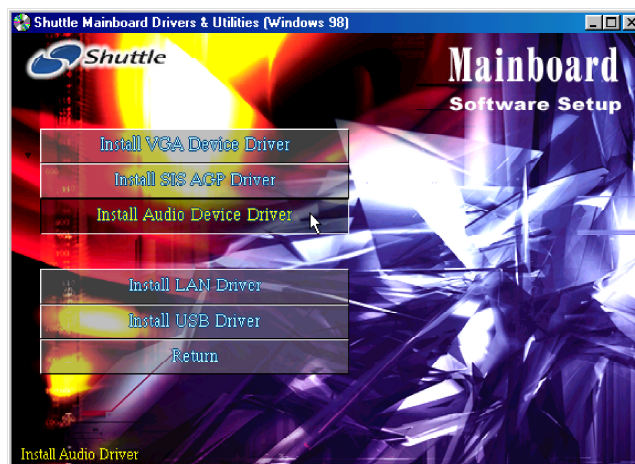 Shuttle Mainboard Drivers & Utilities (Windows 98)
Shuttle
Mainboard
Software Setup
Install VGA Device Driver
Install SIS AGP Driver
Install Audio Device Driver
Install LAN Driver
Install USB Driver
Return
Install Audio Driver